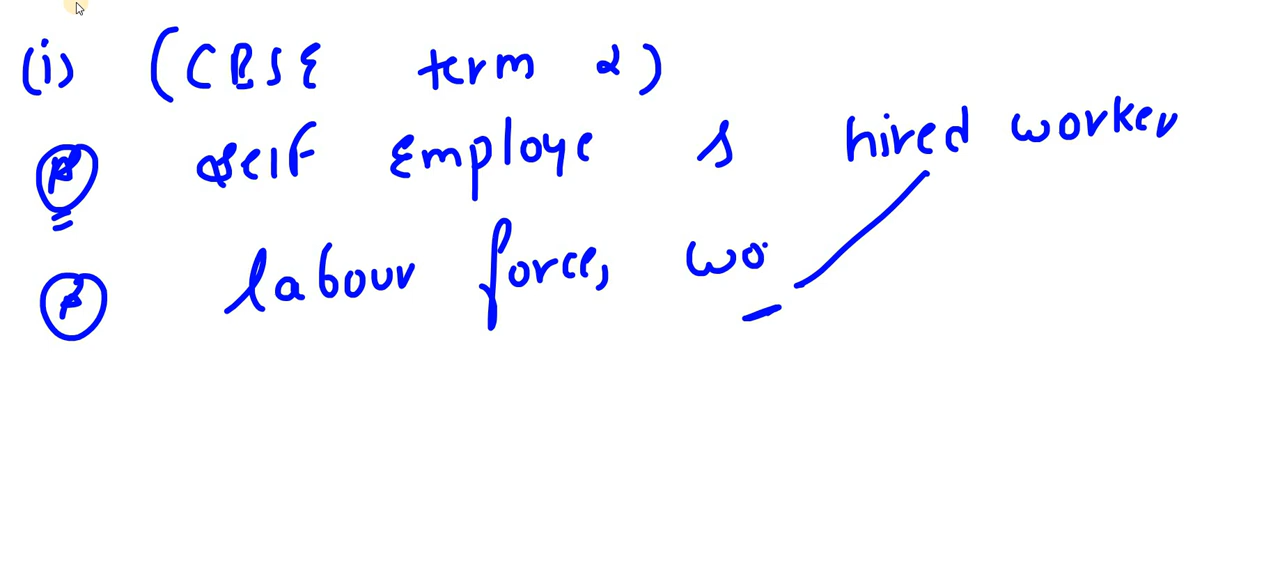 (i) (CBSE term 2)
self employe & hired worker
labour force, wo